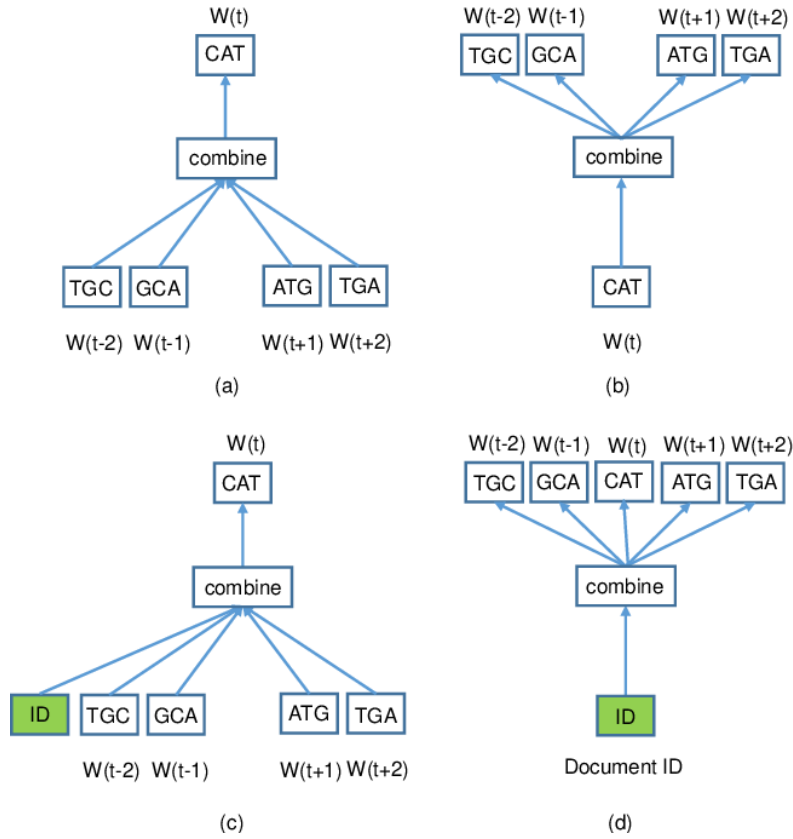 W(t)
CAT
combine
TGC GCA ATG TGA
W(t-2) W(t-1) W(t+1) W(t+2)
(a)
W(t-2) W(t-1) W(t+1) W(t+2)
TGC GCA ATG TGA
combine
CAT
W(t)
(b)
W(t)
CAT
combine
ID TGC GCA ATG TGA
W(t-2) W(t-1) W(t+1) W(t+2)
(c)
W(t-2) W(t-1) W(t) W(t+1) W(t+2)
TGC GCA CAT ATG TGA
combine
ID
Document ID
(d)